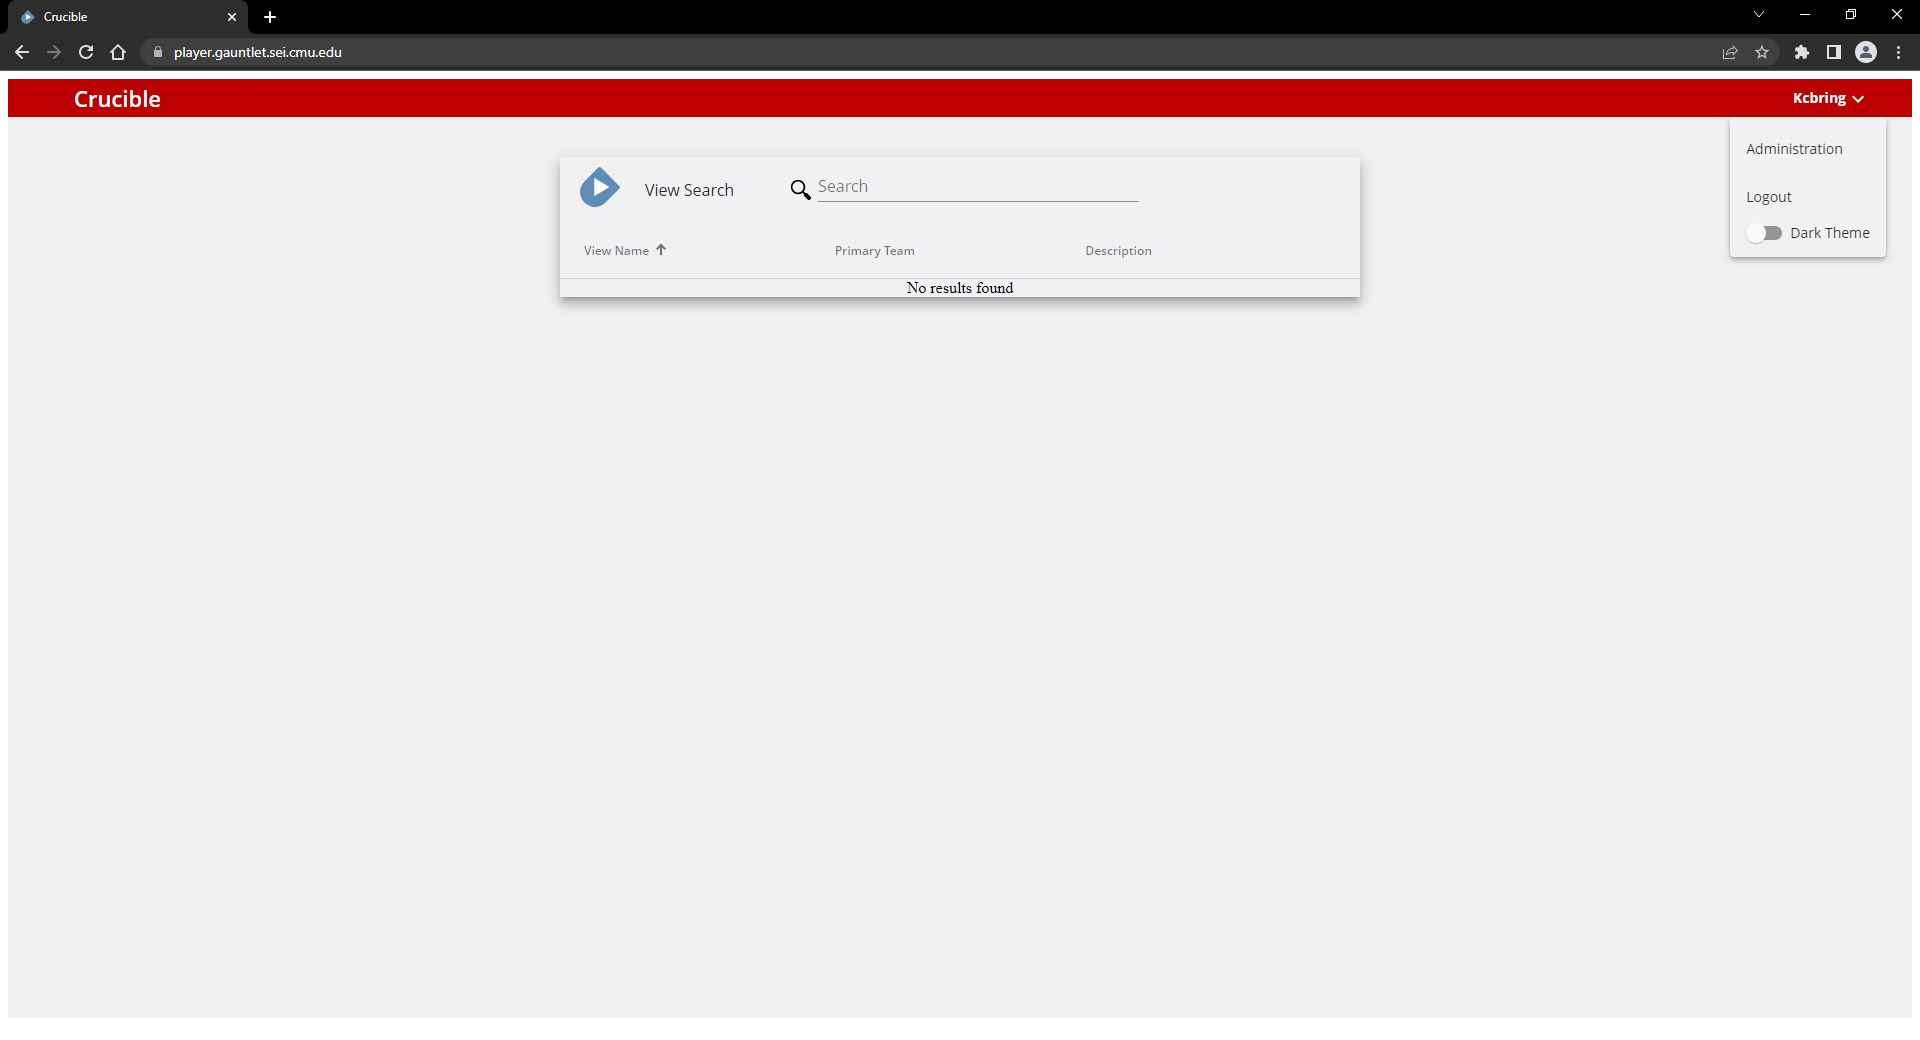 Crucible
player.gauntlet.sei.cmu.edu
Crucible
Kcbring
Administration
Logout
Dark Theme
View Search
Search
View Name
Primary Team
Description
No results found